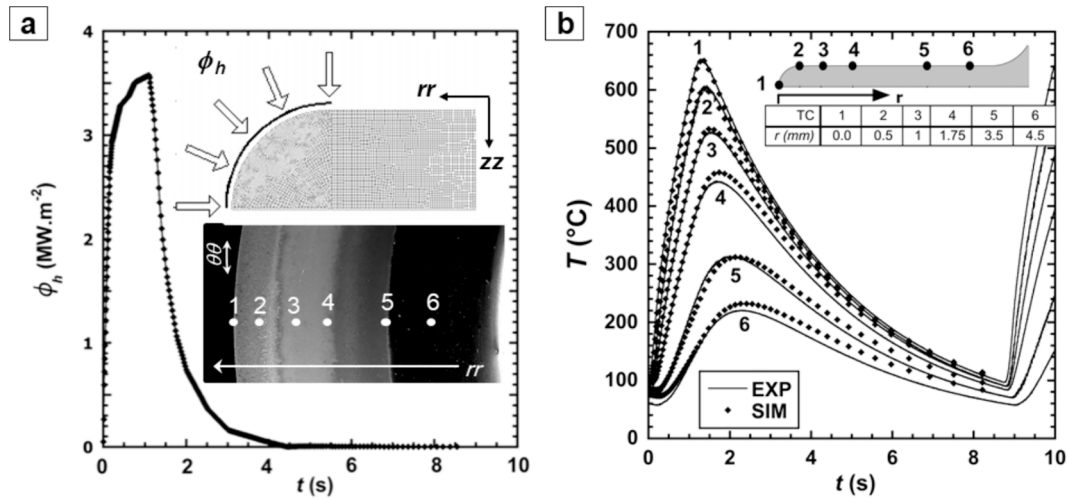 a
4
3
2
1
0
ϕh (MW.m-2)
0 2 4 6 8 10
t (s)
ϕh
rr
zz
θθ
1 2 3 4 5 6
rr
b
700
600
500
400
300
200
100
0
T (°C)
0 2 4 6 8 10
t (s)
1
2
3
4
5
6
2 3 4 5 6
1
r
TC 1 2 3 4 5 6
r (mm) 0.0 0.5 1 1.75 3.5 4.5
EXP
SIM